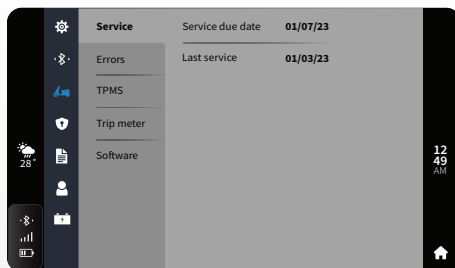 Service
Service due date 01/07/23
Errors
Last service 01/03/23
TPMS
Trip meter
Software
28°
12
49
AM